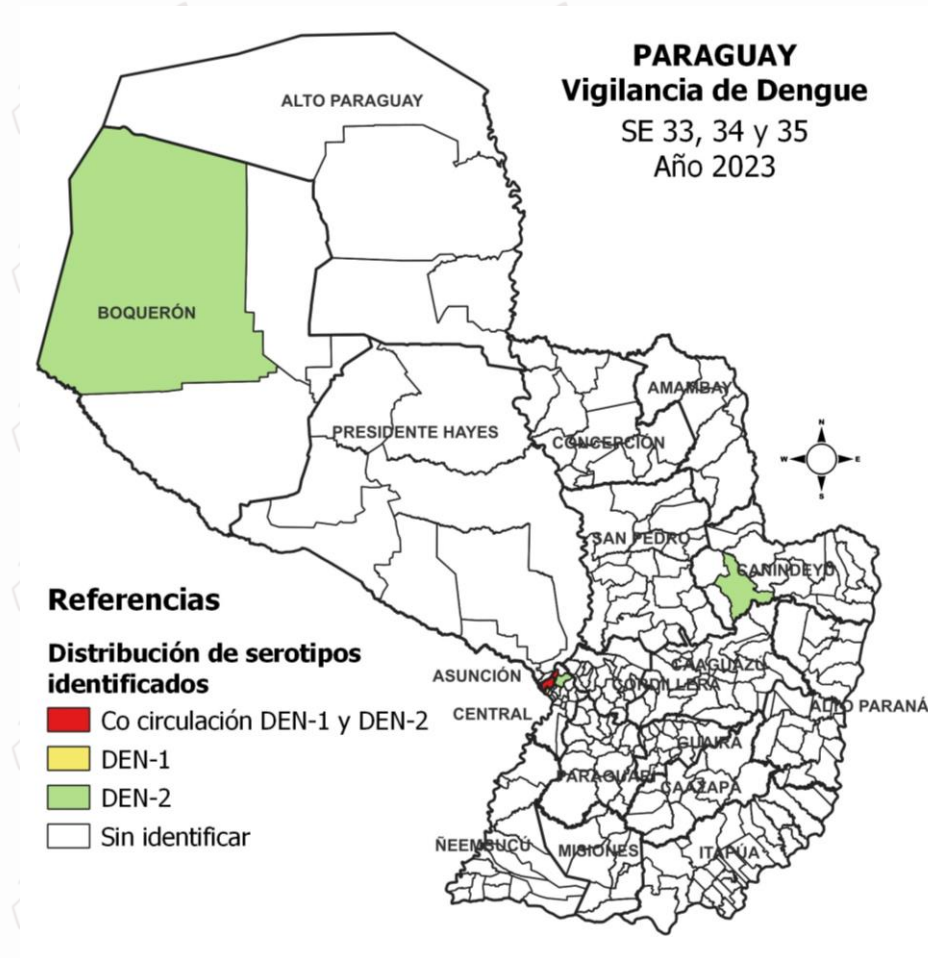 PARAGUAY
Vigilancia de Dengue
SE 33, 34 y 35
Año 2023
ALTO PARAGUAY
BOQUERÓN
AMAMBAY
PRESIDENTE HAYES
CONCEPCIÓN
N
W
E
S
SAN PEDRO
CANINDEYÚ
Referencias
Distribución de serotipos
identificados
Co circulación DEN-1 y DEN-2
DEN-1
DEN-2
Sin identificar
ASUNCIÓN
CENTRAL
CAAGUAZÚ
CORDILLERA
ALTO PARANÁ
GUAIRÁ
PARAGUARÍ
CAAZAPÁ
ÑEEMBUCÚ
MISIONES
ITAPÚA